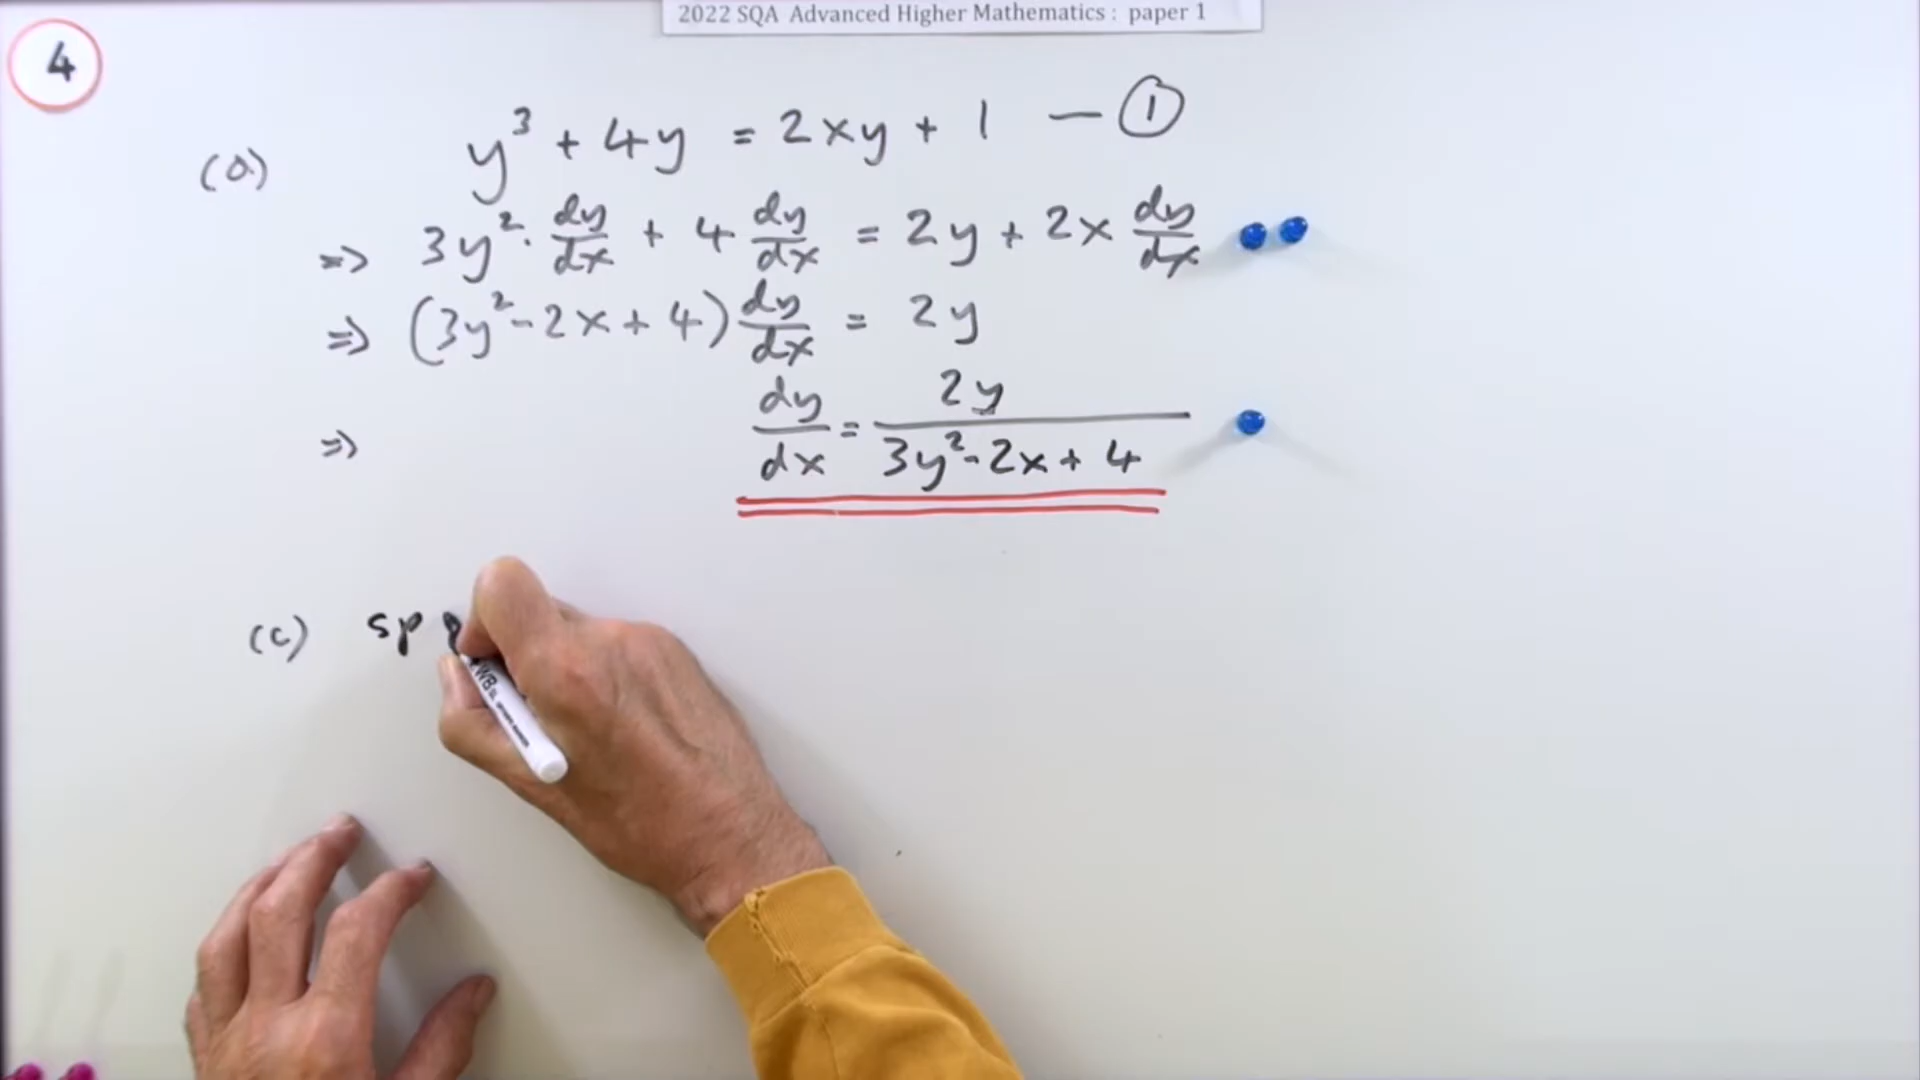 2022 SQA Advanced Higher Mathematics : paper 1
4
(a) y³ + 4y = 2xy + 1 — ①
=> 3y² · dy/dx + 4 dy/dx = 2y + 2x dy/dx
=> (3y² - 2x + 4) dy/dx = 2y
=> dy/dx = 2y / (3y² - 2x + 4)
(c) sp
WB